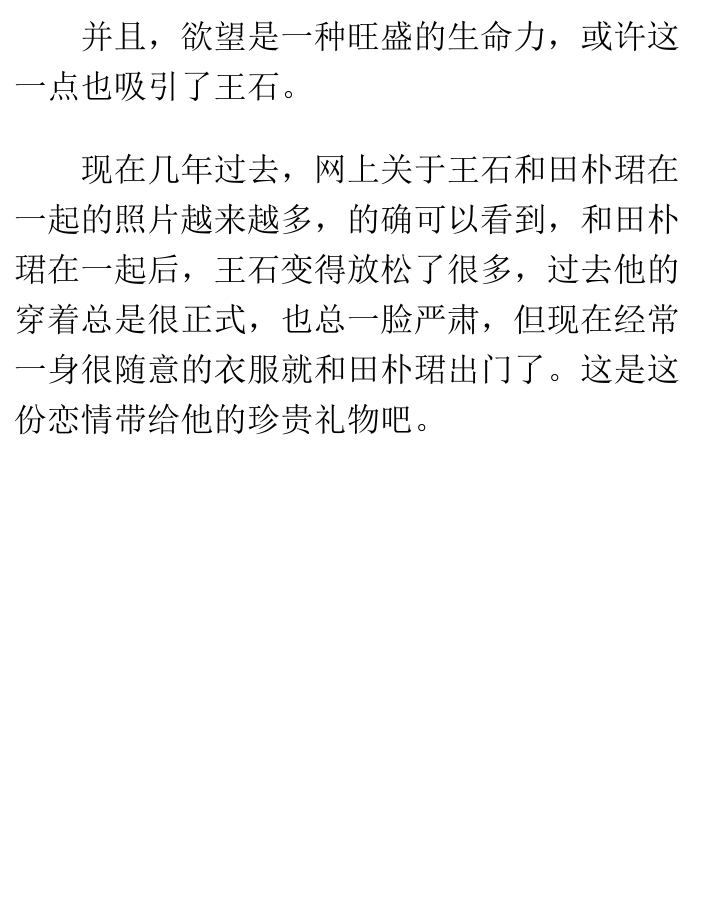 并且，欲望是一种旺盛的生命力，或许这
一点也吸引了王石。
现在几年过去，网上关于王石和田朴珺在
一起的照片越来越多，的确可以看到，和田朴
珺在一起后，王石变得放松了很多，过去他的
穿着总是很正式，也总一脸严肃，但现在经常
一身很随意的衣服就和田朴珺出门了。这是这
份恋情带给他的珍贵礼物吧。